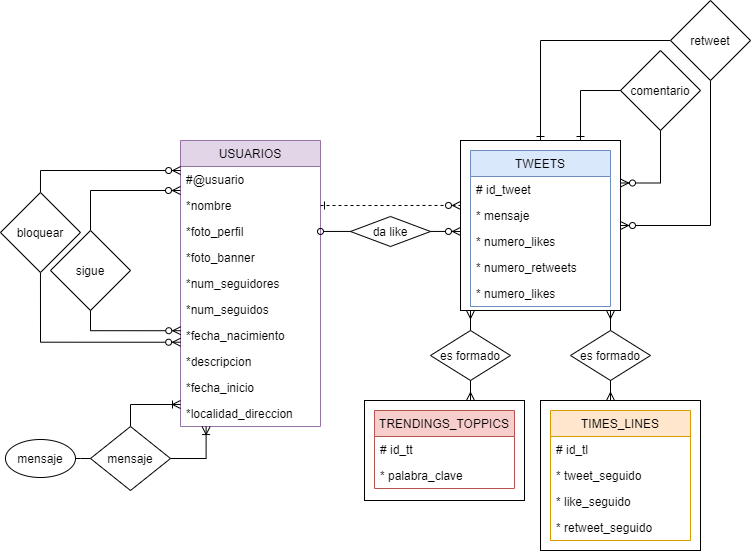 retweet
comentario
USUARIOS
#@usuario
*nombre
*foto_perfil
*foto_banner
*num_seguidores
*num_seguidos
*fecha_nacimiento
*descripcion
*fecha_inicio
*localidad_direccion
bloquear
sigue
mensaje
mensaje
da like
TWEETS
# id_tweet
* mensaje
* numero_likes
* numero_retweets
* numero_likes
es formado
es formado
TRENDINGS_TOPPICS
# id_tt
* palabra_clave
TIMES_LINES
# id_tl
* tweet_seguido
* like_seguido
* retweet_seguido